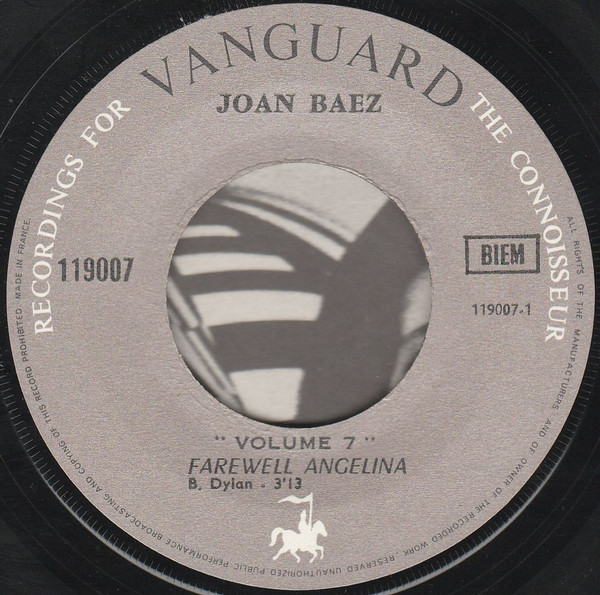 RECORDINGS FOR
VANGUARD
THE CONNOISSEUR
JOAN BAEZ
119007
BIEM
119007-1
" VOLUME 7 "
FAREWELL ANGELINA
B. Dylan - 3'13
ALL RIGHTS OF THE MANUFACTURERS AND OF OWNER OF THE RECORDED WORK, RESERVED UNAUTHORIZED PUBLIC PERFORMANCE BROADCASTING AND COPYING OF THIS RECORD PROHIBITED - MADE IN FRANCE.